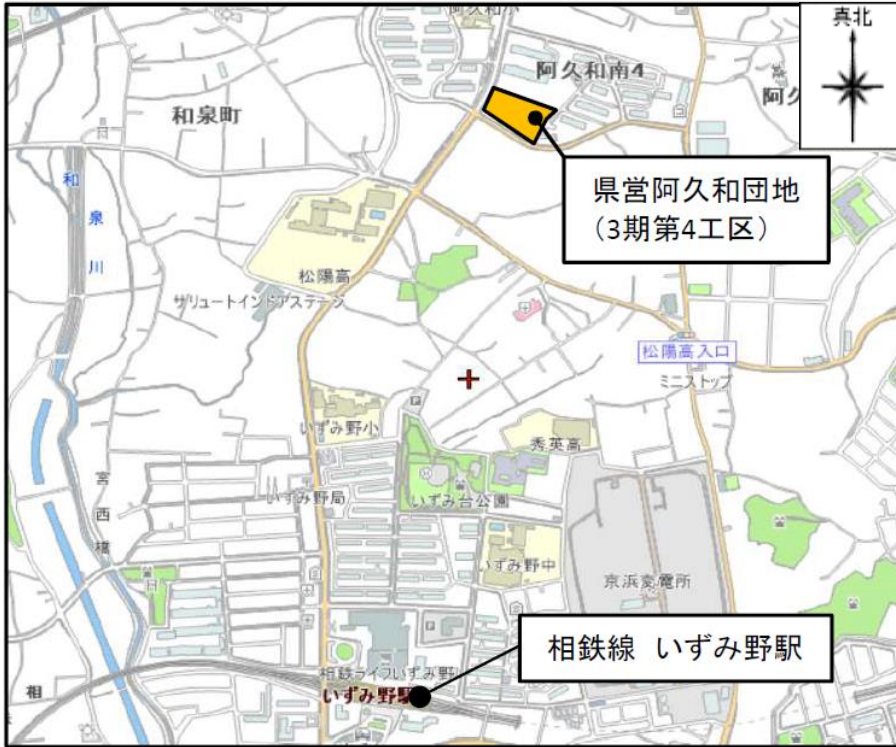 真北
阿久和小
阿久和南4
和泉町
県営阿久和団地
(3期第4工区)
和泉川
松陽高
サリュートインドアステージ
松陽高入口
ミニストップ
いずみ野小
秀英高
いずみ野局
いずみ台公園
宮西橋
いずみ野中
京浜変電所
相鉄線 いずみ野駅
相鉄ライフいずみ野
いずみ野駅
相